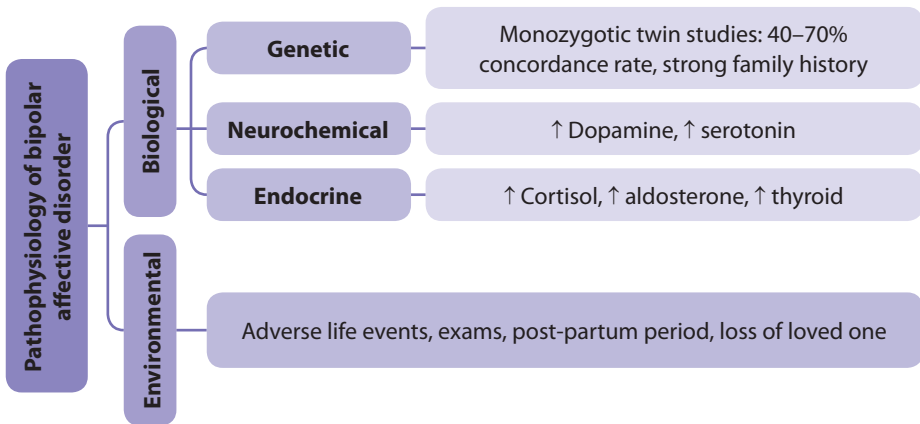 Pathophysiology of bipolar
affective disorder
Biological
Genetic
Monozygotic twin studies: 40–70%
concordance rate, strong family history
Neurochemical
↑ Dopamine, ↑ serotonin
Endocrine
↑ Cortisol, ↑ aldosterone, ↑ thyroid
Environmental
Adverse life events, exams, post-partum period, loss of loved one